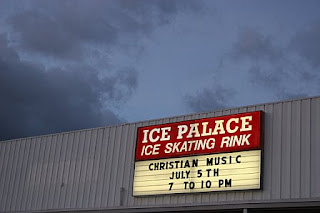 ICE PALACE
ICE SKATING RINK
CHRISTIAN MUSIC
JULY 5TH
7 TO 10 PM